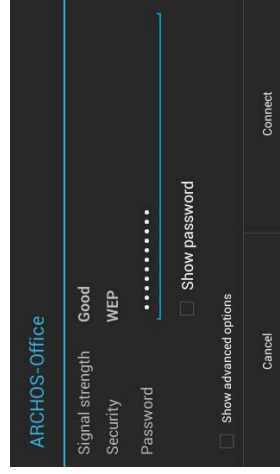 ARCHOS-Office
Signal strength Good
Security WEP
Password •••••••••••
Show password
Show advanced options
Cancel Connect